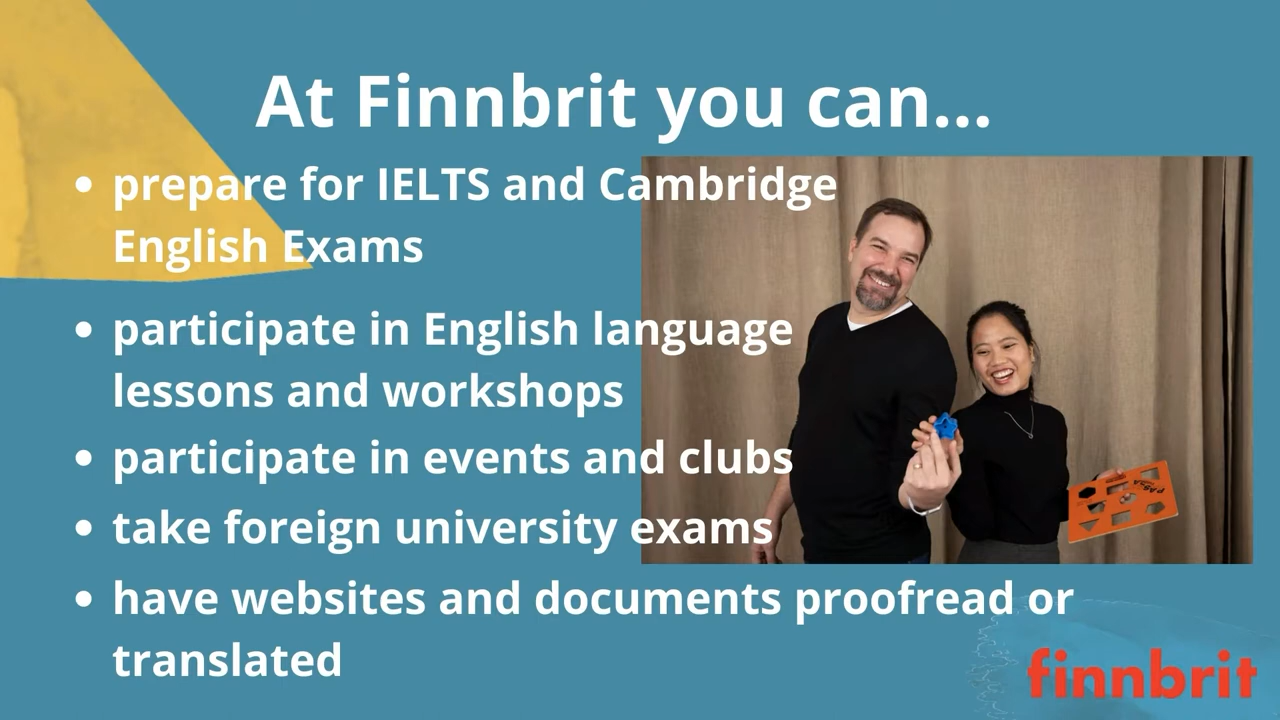 At Finnbrit you can...
• prepare for IELTS and Cambridge
English Exams
• participate in English language
lessons and workshops
• participate in events and clubs
• take foreign university exams
• have websites and documents proofread or
translated
finnbrit